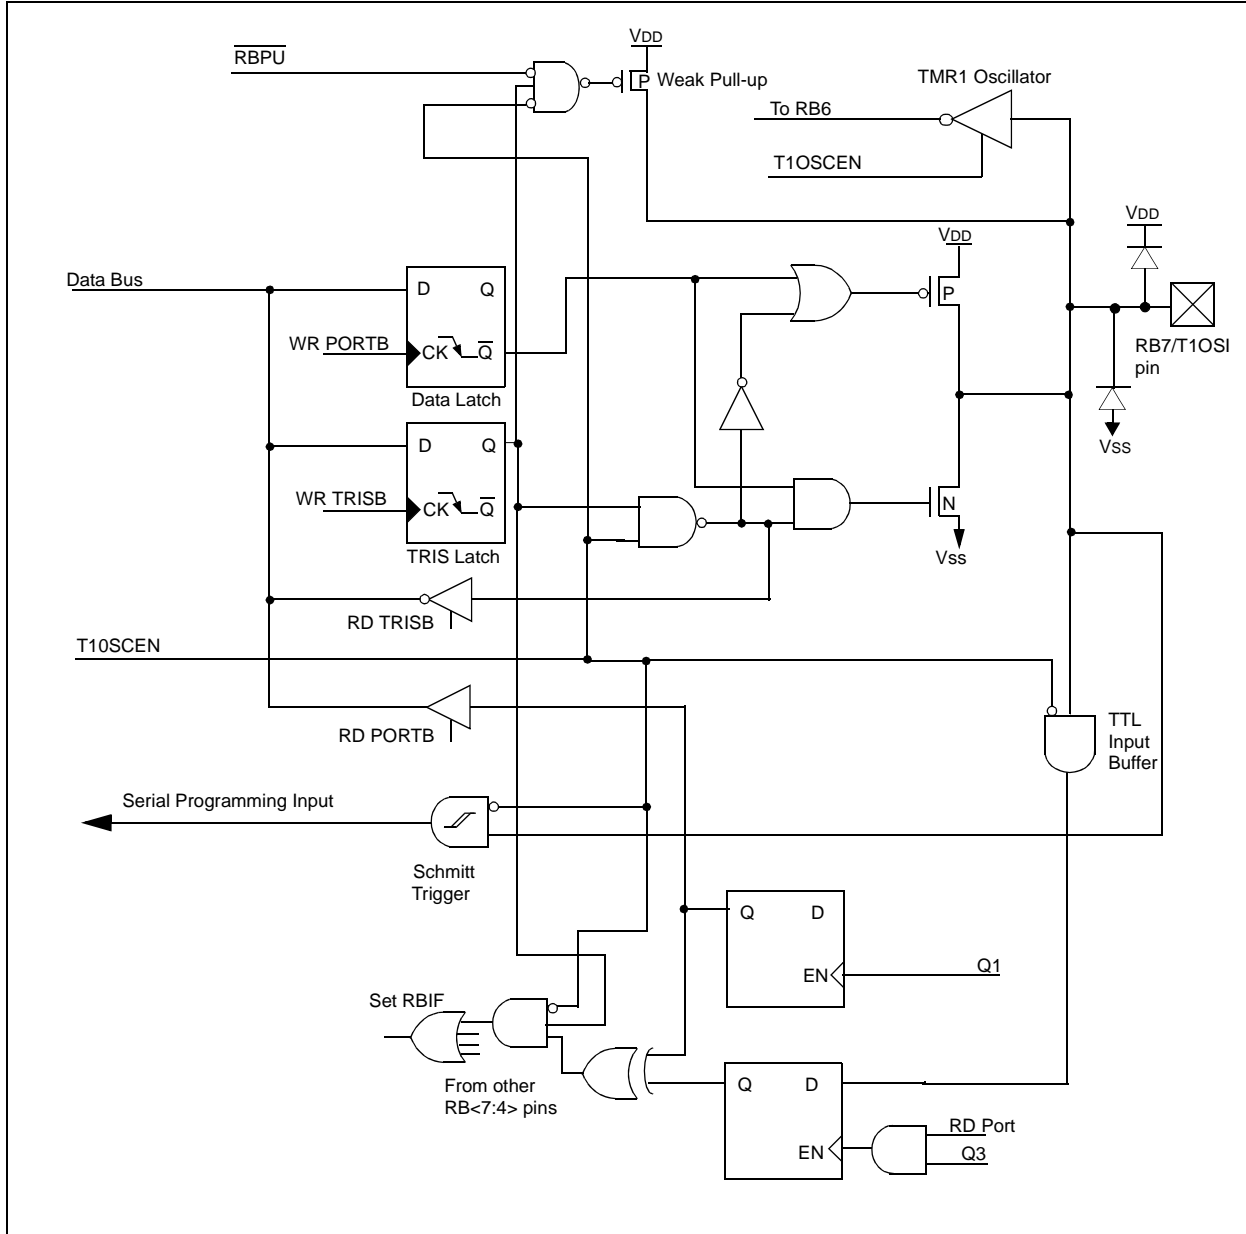 VDD
RBPU
P Weak Pull-up
TMR1 Oscillator
To RB6
T1OSCEN
VDD
VDD
Data Bus
D Q
P
WR PORTB
CK Q
RB7/T1OSI
pin
Data Latch
D Q
VSS
WR TRISB
CK Q
N
TRIS Latch
VSS
RD TRISB
T10SCEN
TTL
Input
Buffer
RD PORTB
Serial Programming Input
Schmitt
Trigger
Q D
EN
Q1
Set RBIF
From other
RB<7:4> pins
Q D
RD Port
EN
Q3